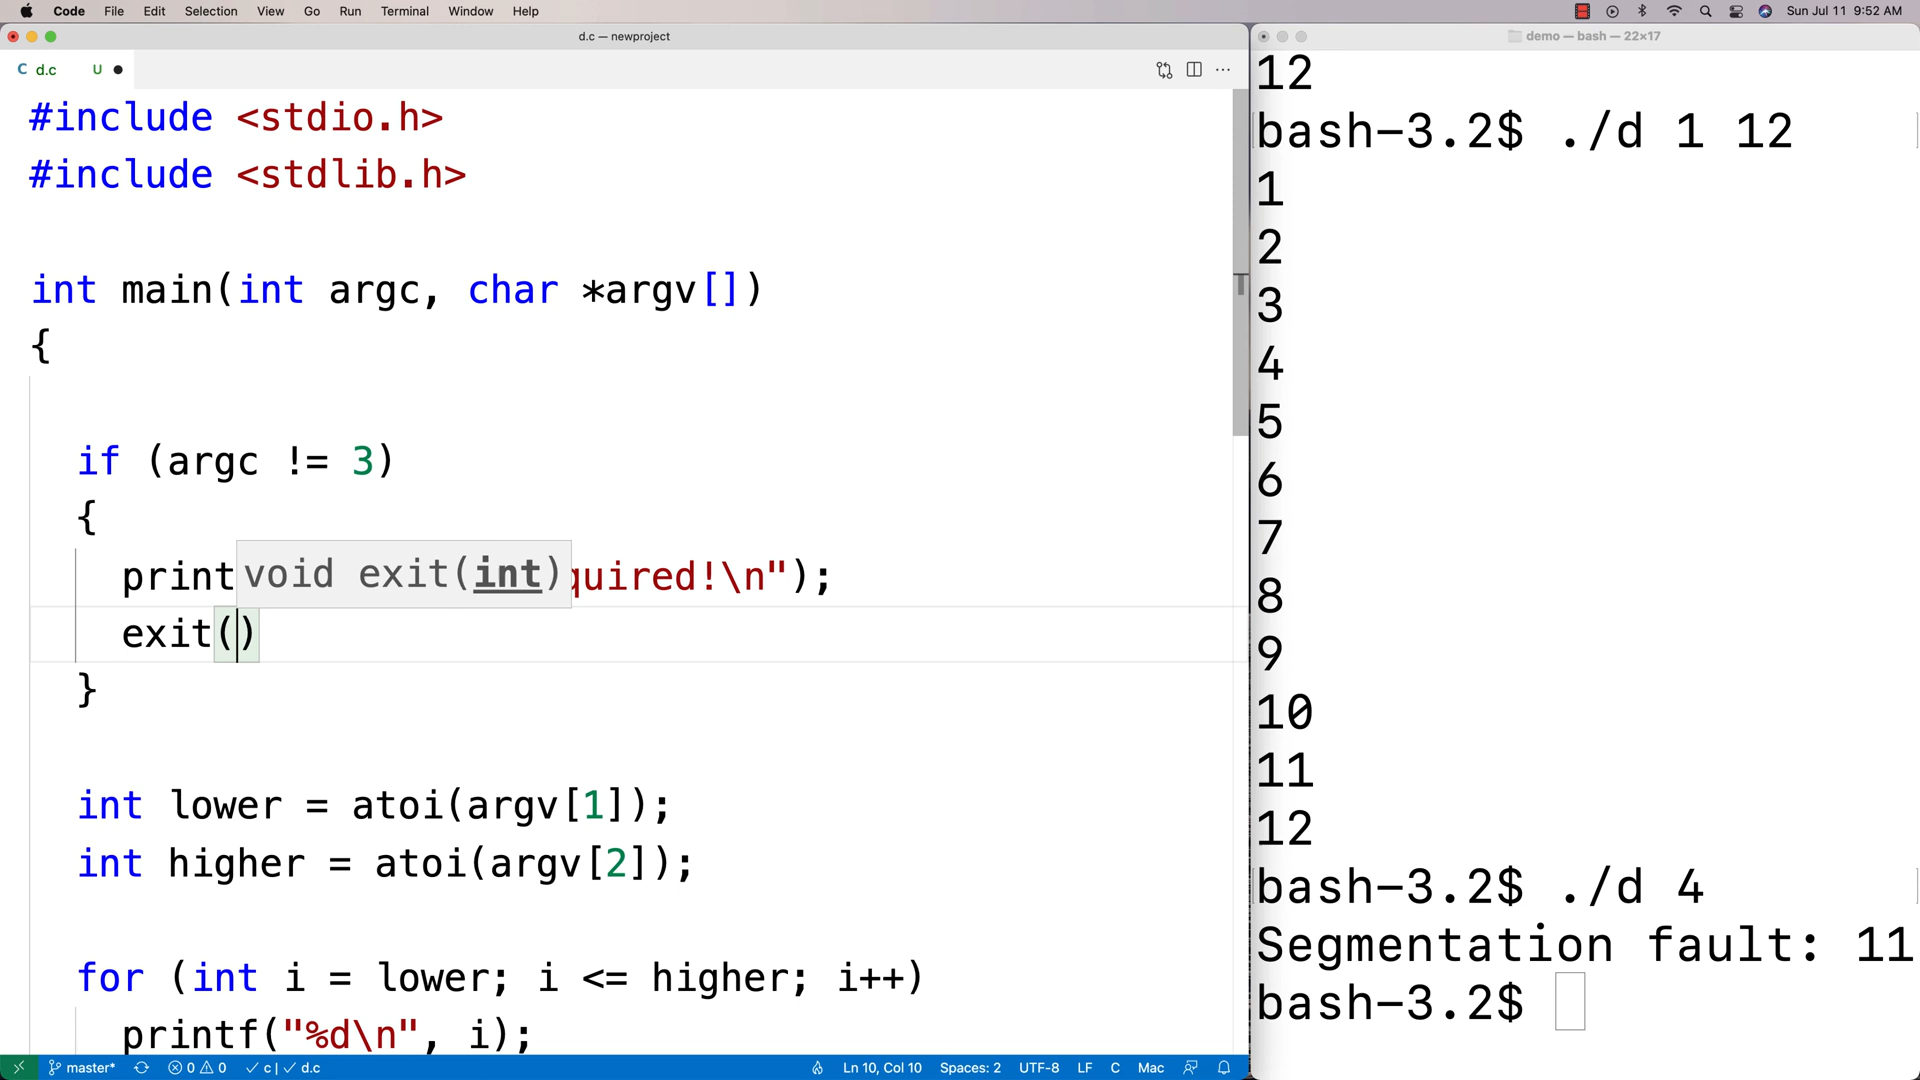 Code File Edit Selection View Go Run Terminal Window Help Sun Jul 11 9:52 AM
d.c — newproject
demo — bash — 22×17
C d.c U
#include <stdio.h>
#include <stdlib.h>
int main(int argc, char *argv[])
{
if (argc != 3)
{
print quired!\n");
void exit(int)
exit()
}
int lower = atoi(argv[1]);
int higher = atoi(argv[2]);
for (int i = lower; i <= higher; i++)
printf("%d\n", i);
master* 0 0 c | d.c Ln 10, Col 10 Spaces: 2 UTF-8 LF C Mac
12
bash-3.2$ ./d 1 12
1
2
3
4
5
6
7
8
9
10
11
12
bash-3.2$ ./d 4
Segmentation fault: 11
bash-3.2$